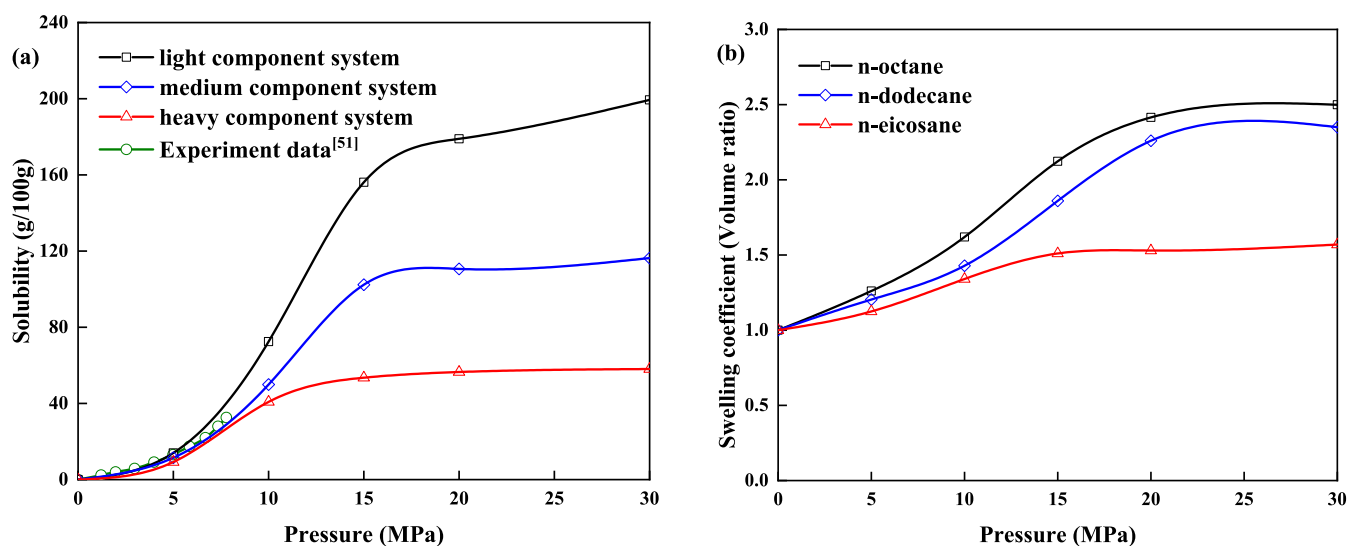 (a)
light component system
medium component system
heavy component system
Experiment data[51]
Solubility (g/100g)
240
200
160
120
80
40
0
0 5 10 15 20 30
Pressure (MPa)
(b)
n-octane
n-dodecane
n-eicosane
Swelling coefficient (Volume ratio)
3.0
2.5
2.0
1.5
1.0
0.5
0.0
0 5 10 15 20 25 30
Pressure (MPa)